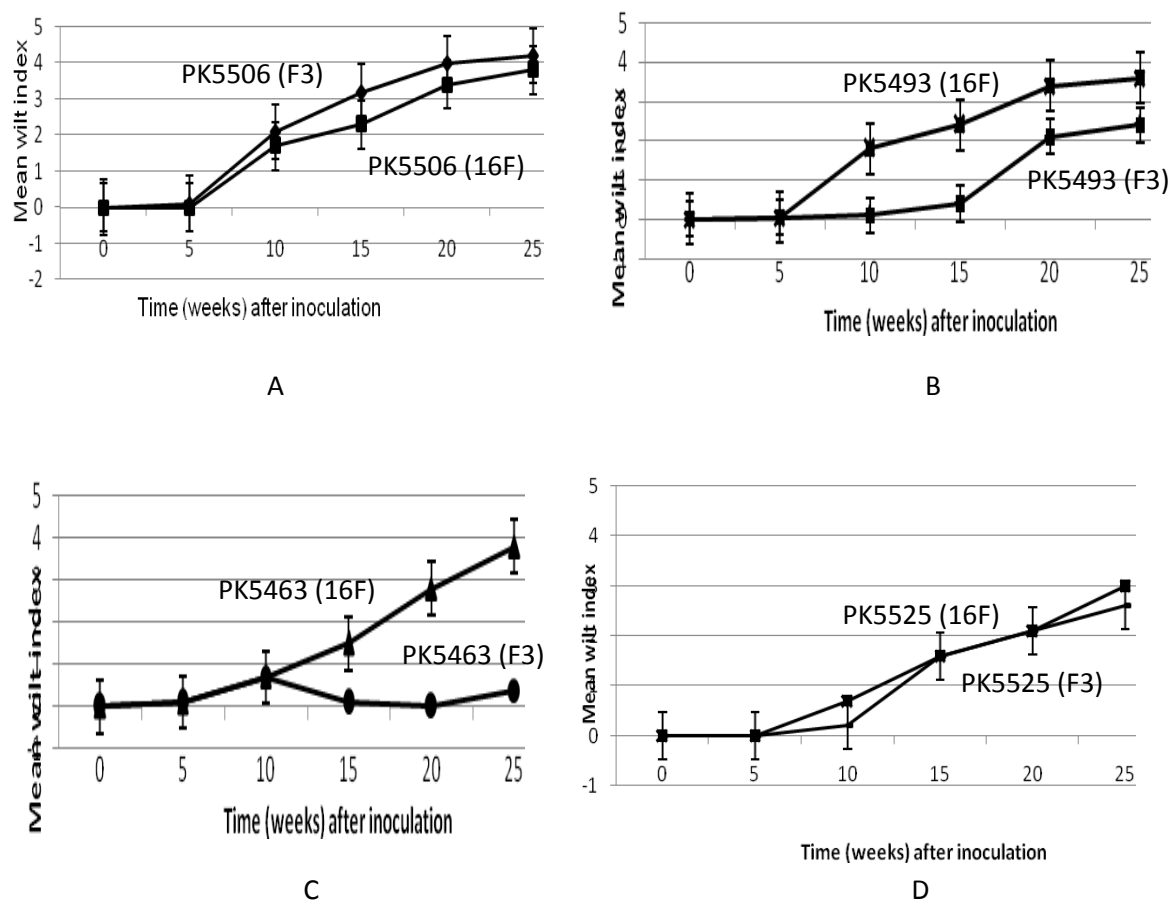 5
4
3
2
1
0
-1
-2
Mean wilt index
PK5506 (F3)
PK5506 (16F)
0 5 10 15 20 25
Time (weeks) after inoculation
A
5
4
Mean wilt index
PK5493 (16F)
PK5493 (F3)
0 5 10 15 20 25
Time (weeks) after inoculation
B
5
4
Mean wilt index
PK5463 (16F)
PK5463 (F3)
0 5 10 15 20 25
Time (weeks) after inoculation
C
5
4
3
0
-1
Mean wilt index
PK5525 (16F)
PK5525 (F3)
0 5 10 15 20 25
Time (weeks) after inoculation
D